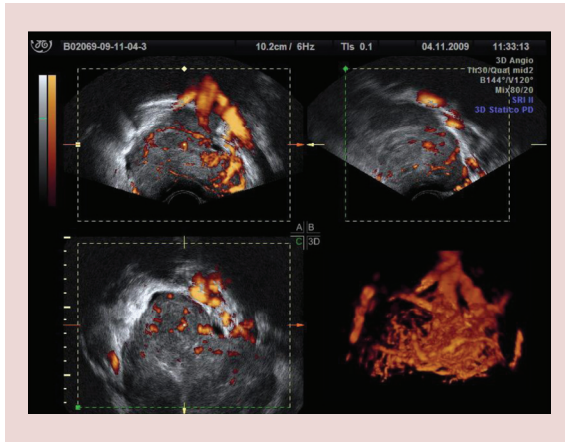 B02069-09-11-04-3 10.2cm / 6Hz TIs 0.1 04.11.2009 11:33:13
3D Angio
Th30/Qual mid2
B144°/V120°
Mix80/20
SRI II
3D Statico PD
A B
C 3D